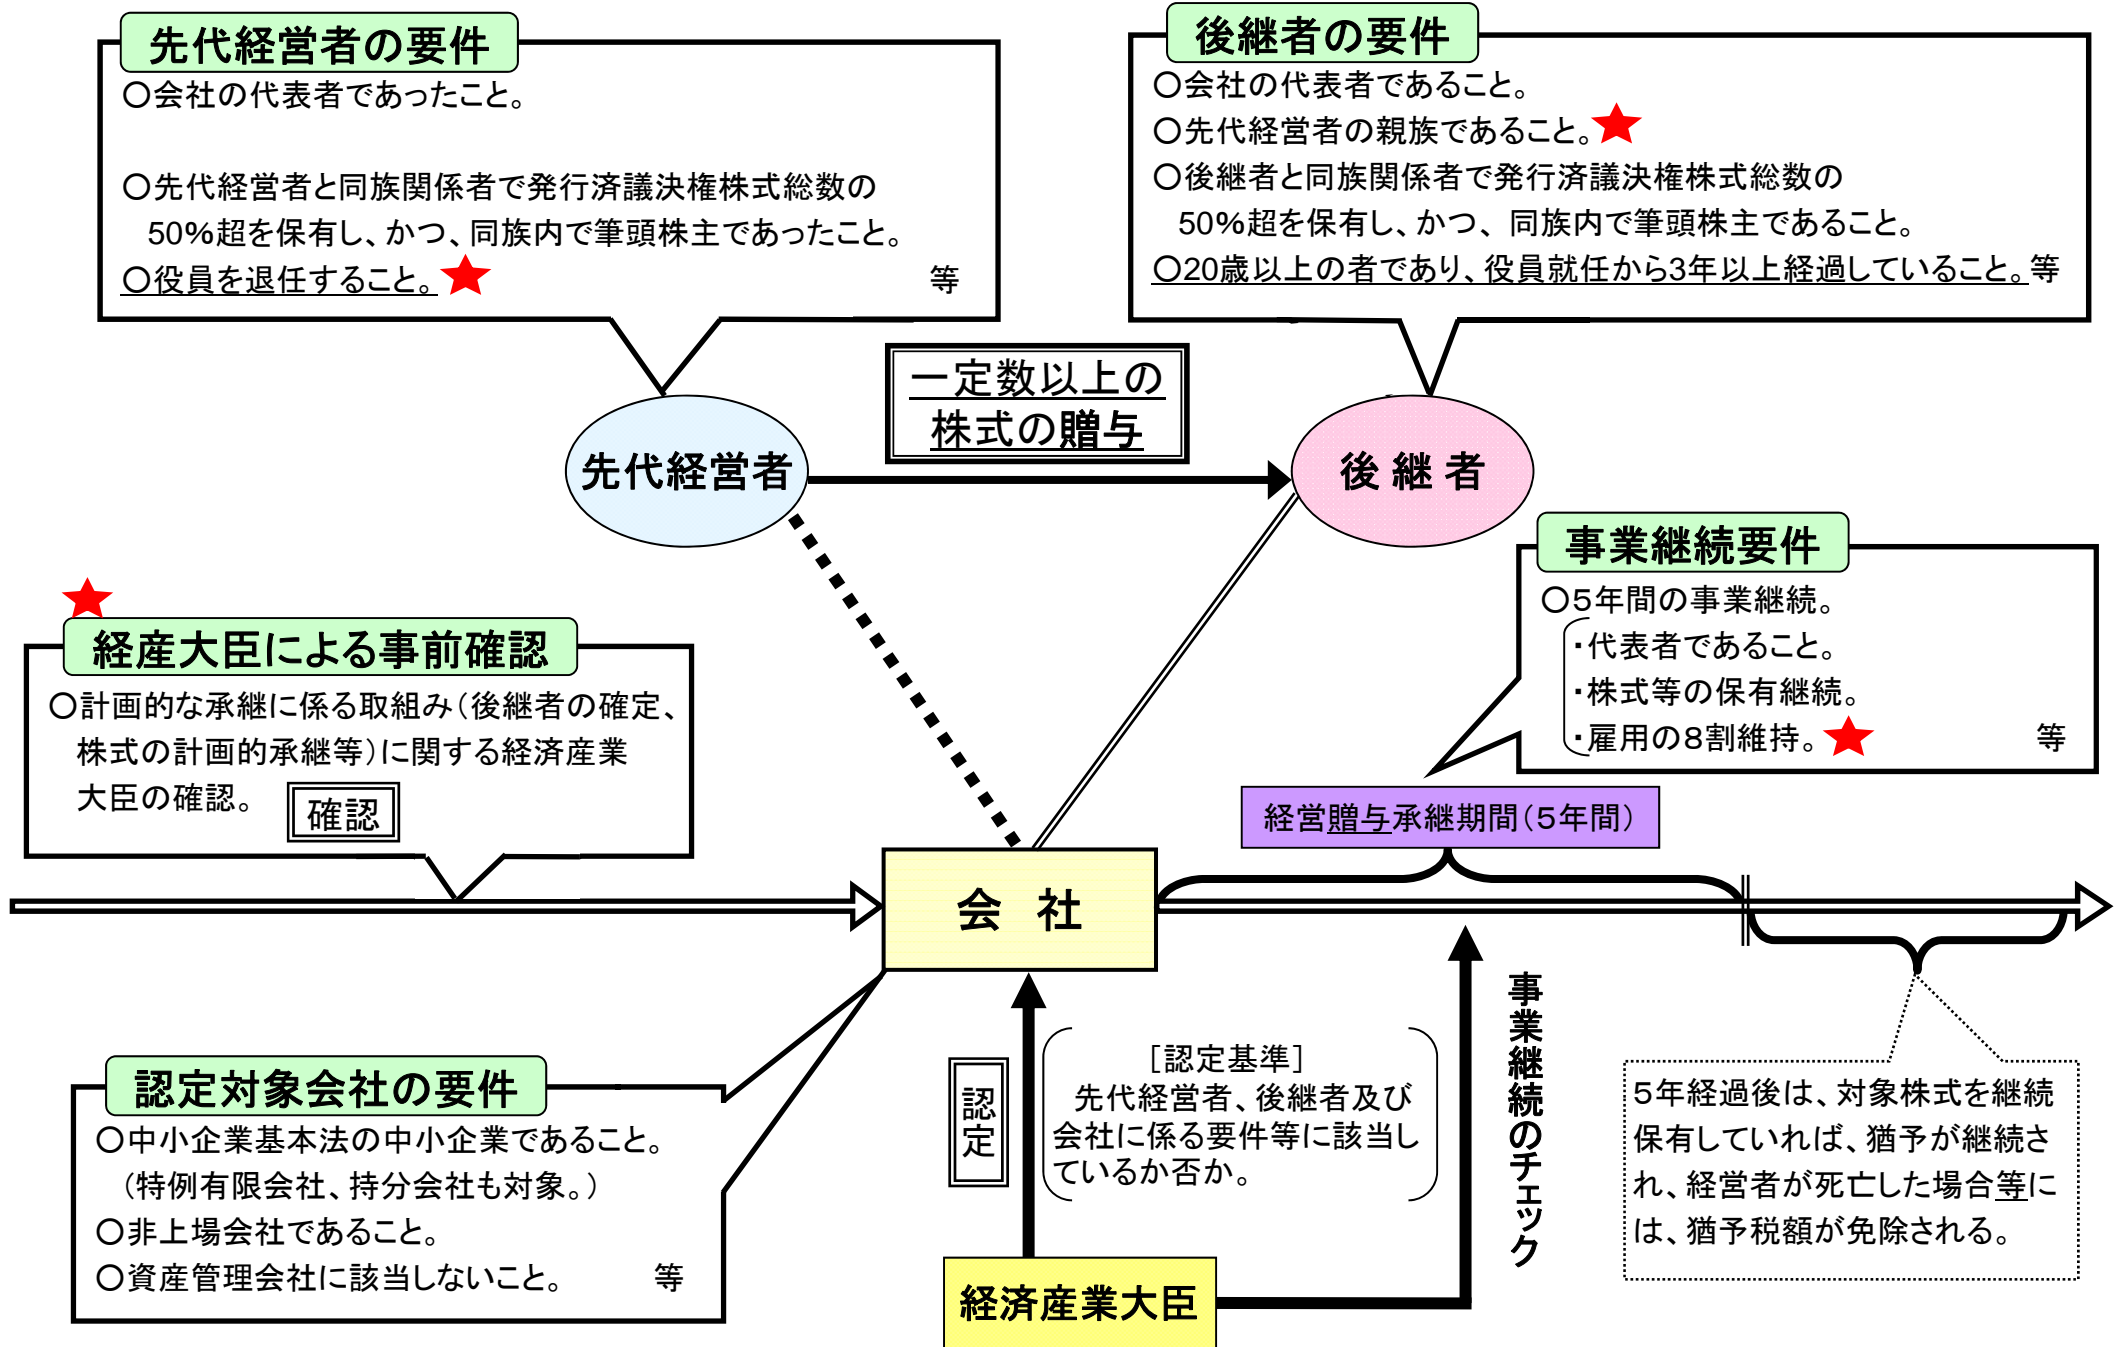 先代経営者の要件
○会社の代表者であったこと。
○先代経営者と同族関係者で発行済議決権株式総数の
50%超を保有し、かつ、同族内で筆頭株主であったこと。
○役員を退任すること。 等
後継者の要件
○会社の代表者であること。
○先代経営者の親族であること。
○後継者と同族関係者で発行済議決権株式総数の
50%超を保有し、かつ、同族内で筆頭株主であること。
○20歳以上の者であり、役員就任から3年以上経過していること。等
一定数以上の
株式の贈与
先代経営者
後継者
事業継続要件
○5年間の事業継続。
・代表者であること。
・株式等の保有継続。
・雇用の8割維持。 等
経産大臣による事前確認
○計画的な承継に係る取組み（後継者の確定、
株式の計画的承継等）に関する経済産業
大臣の確認。
確認
経営贈与承継期間（5年間）
会 社
認定対象会社の要件
○中小企業基本法の中小企業であること。
（特例有限会社、持分会社も対象。）
○非上場会社であること。
○資産管理会社に該当しないこと。 等
認定
［認定基準］
先代経営者、後継者及び
会社に係る要件等に該当し
ているか否か。
事業継続のチェック
5年経過後は、対象株式を継続
保有していれば、猶予が継続さ
れ、経営者が死亡した場合等に
は、猶予税額が免除される。
経済産業大臣